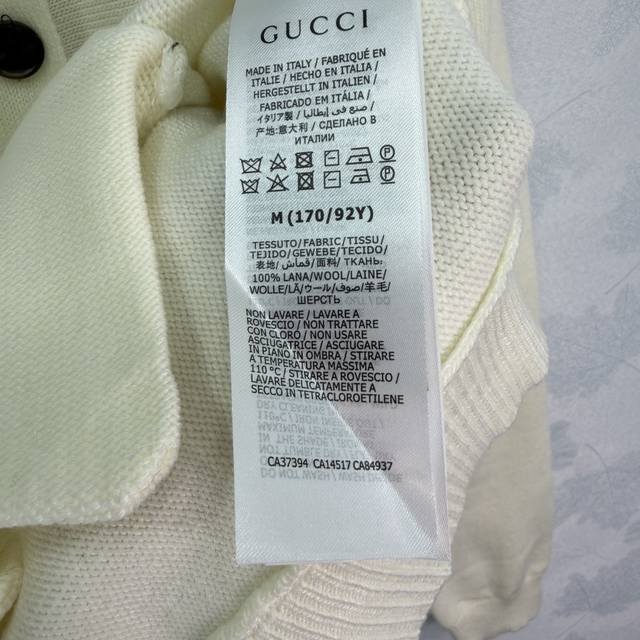 GUCCI
MADE IN ITALY / FABRIQUÉ EN
ITALIE / HECHO EN ITALIA /
HERGESTELLT IN ITALIEN /
FABRICADO EM ITÁLIA /
イタリア製 / صنع في إيطاليا /
产地:意大利 / СДЕЛАНО В
ИТАЛИИ
M (170/92Y)
TESSUTO/FABRIC/TISSU/
TEJIDO/GEWEBE/TECIDO/
表地/قماش/面料/ ТКАНЬ:
100% LANA/WOOL/LAINE/
WOLLE/LÃ/ウール/صوف/羊毛/
ШЕРСТЬ
NON LAVARE / LAVARE A
ROVESCIO / NON TRATTARE
CON CLORO / NON USARE
ASCIUGATRICE / ASCIUGARE
IN PIANO IN OMBRA / STIRARE
A TEMPERATURA MASSIMA
110 °C / STIRARE A ROVESCIO /
LAVARE DELICATAMENTE A
SECCO IN TETRACLOROETILENE
CA37394 CA14517 CA84937